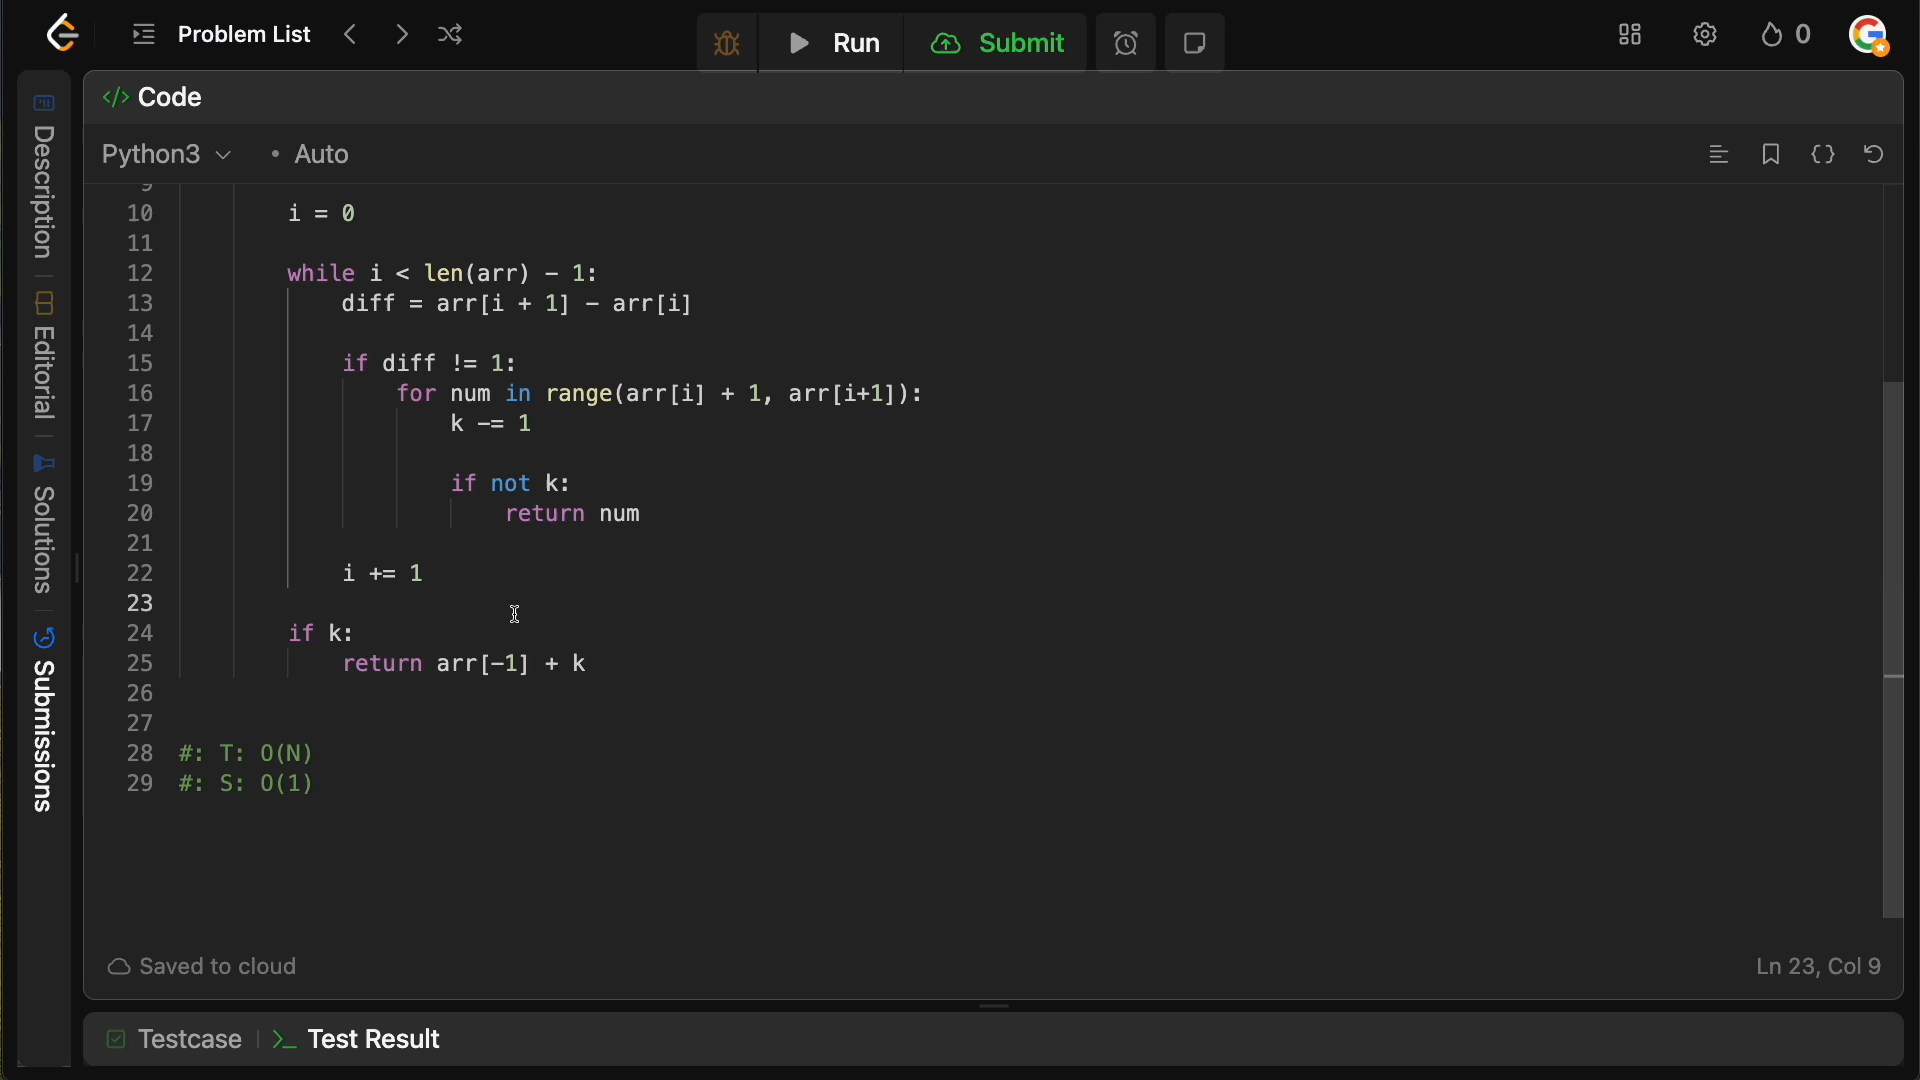 Problem List
Run
Submit
0
Code
Python3
Auto
Description
Editorial
Solutions
Submissions
9
10 i = 0
11
12 while i < len(arr) - 1:
13 diff = arr[i + 1] - arr[i]
14
15 if diff != 1:
16 for num in range(arr[i] + 1, arr[i+1]):
17 k -= 1
18
19 if not k:
20 return num
21
22 i += 1
23
24 if k:
25 return arr[-1] + k
26
27
28 #: T: O(N)
29 #: S: O(1)
Saved to cloud
Ln 23, Col 9
Testcase
Test Result